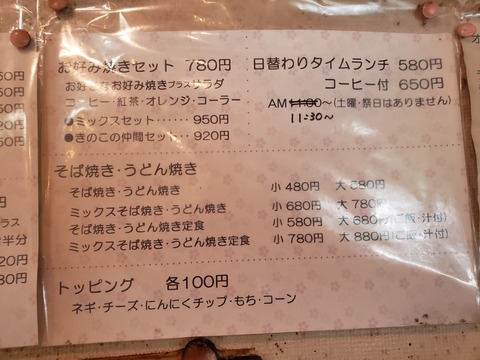 お好み焼きセット 780円
お好きなお好み焼きプラスサラダ
コーヒー・紅茶・オレンジ・コーラー
●ミックスセット‥‥‥950円
●きのこの仲間セット‥920円
日替わりタイムランチ 580円
コーヒー付 650円
AM11:00〜(土曜・祭日はありません)
11:30〜
そば焼き・うどん焼き
そば焼き・うどん焼き 小 480円 大 580円
ミックスそば焼き・うどん焼き 小 680円 大 780円
そば焼き・うどん焼き定食 小 580円 大 680円(ご飯・汁付)
ミックスそば焼き・うどん焼き定食 小 780円 大 880円(ご飯・汁付)
トッピング 各100円
ネギ・チーズ・にんにくチップ・もち・コーン